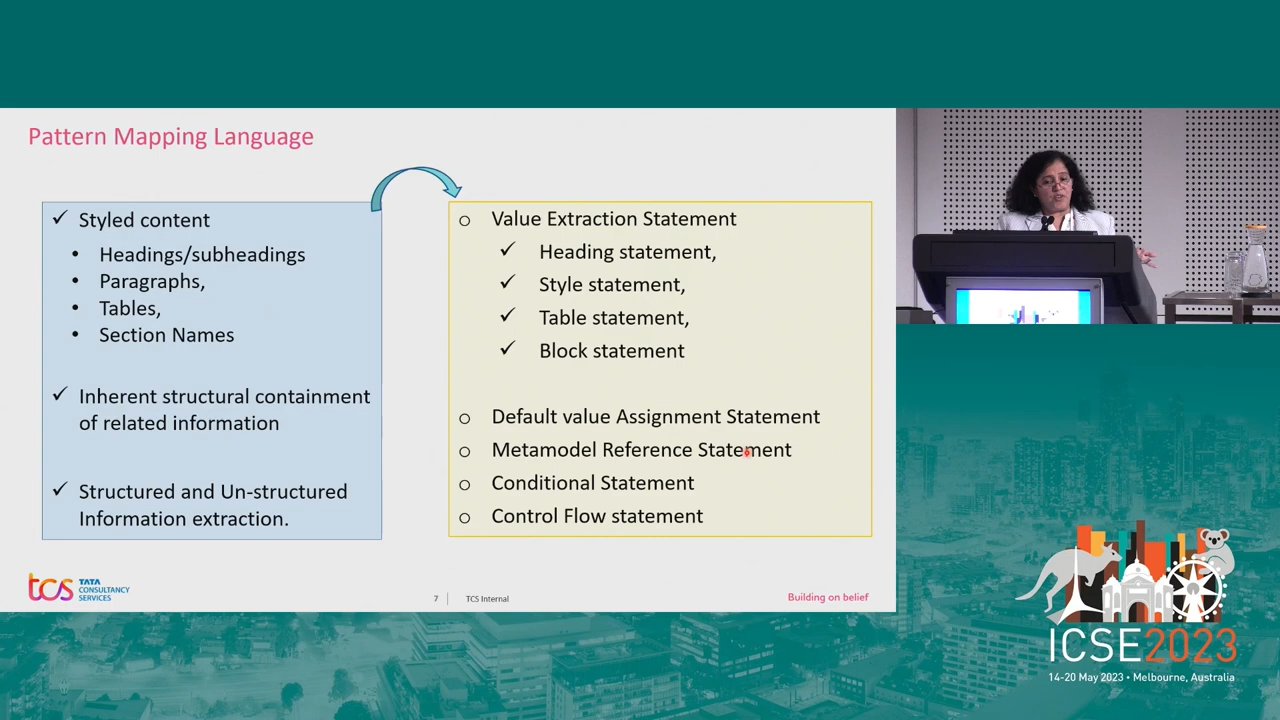 Pattern Mapping Language
✓ Styled content
• Headings/subheadings
• Paragraphs,
• Tables,
• Section Names
✓ Inherent structural containment
of related information
✓ Structured and Un-structured
Information extraction.
o Value Extraction Statement
✓ Heading statement,
✓ Style statement,
✓ Table statement,
✓ Block statement
o Default value Assignment Statement
o Metamodel Reference Statement
o Conditional Statement
o Control Flow statement
tcs TATA
CONSULTANCY
SERVICES
7 | TCS Internal
Building on belief
ICSE2023
14-20 May 2023 • Melbourne, Australia